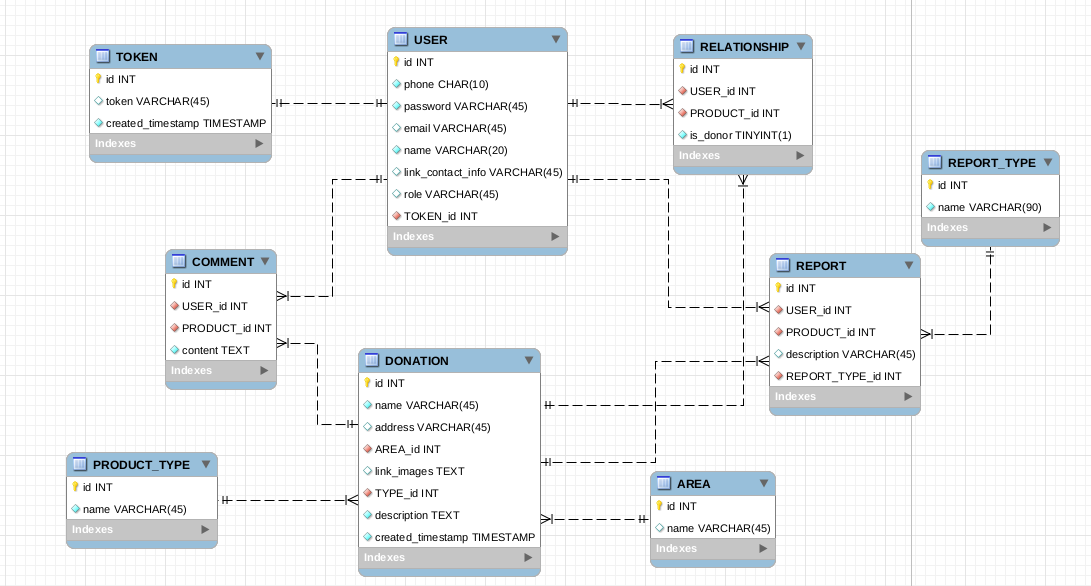 TOKEN
id INT
token VARCHAR(45)
created_timestamp TIMESTAMP
Indexes
USER
id INT
phone CHAR(10)
password VARCHAR(45)
email VARCHAR(45)
name VARCHAR(20)
link_contact_info VARCHAR(45)
role VARCHAR(45)
TOKEN_id INT
Indexes
RELATIONSHIP
id INT
USER_id INT
PRODUCT_id INT
is_donor TINYINT(1)
Indexes
REPORT_TYPE
id INT
name VARCHAR(90)
Indexes
COMMENT
id INT
USER_id INT
PRODUCT_id INT
content TEXT
Indexes
REPORT
id INT
USER_id INT
PRODUCT_id INT
description VARCHAR(45)
REPORT_TYPE_id INT
Indexes
DONATION
id INT
name VARCHAR(45)
address VARCHAR(45)
AREA_id INT
link_images TEXT
TYPE_id INT
description TEXT
created_timestamp TIMESTAMP
Indexes
PRODUCT_TYPE
id INT
name VARCHAR(45)
Indexes
AREA
id INT
name VARCHAR(45)
Indexes